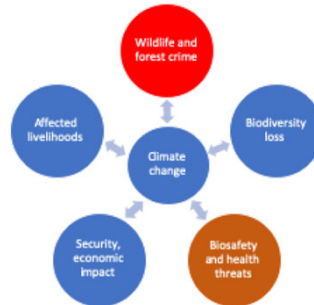 Wildlife and
forest crime
Affected
livelihoods
Biodiversity
loss
Climate
change
Security,
economic
impact
Biosafety
and health
threats